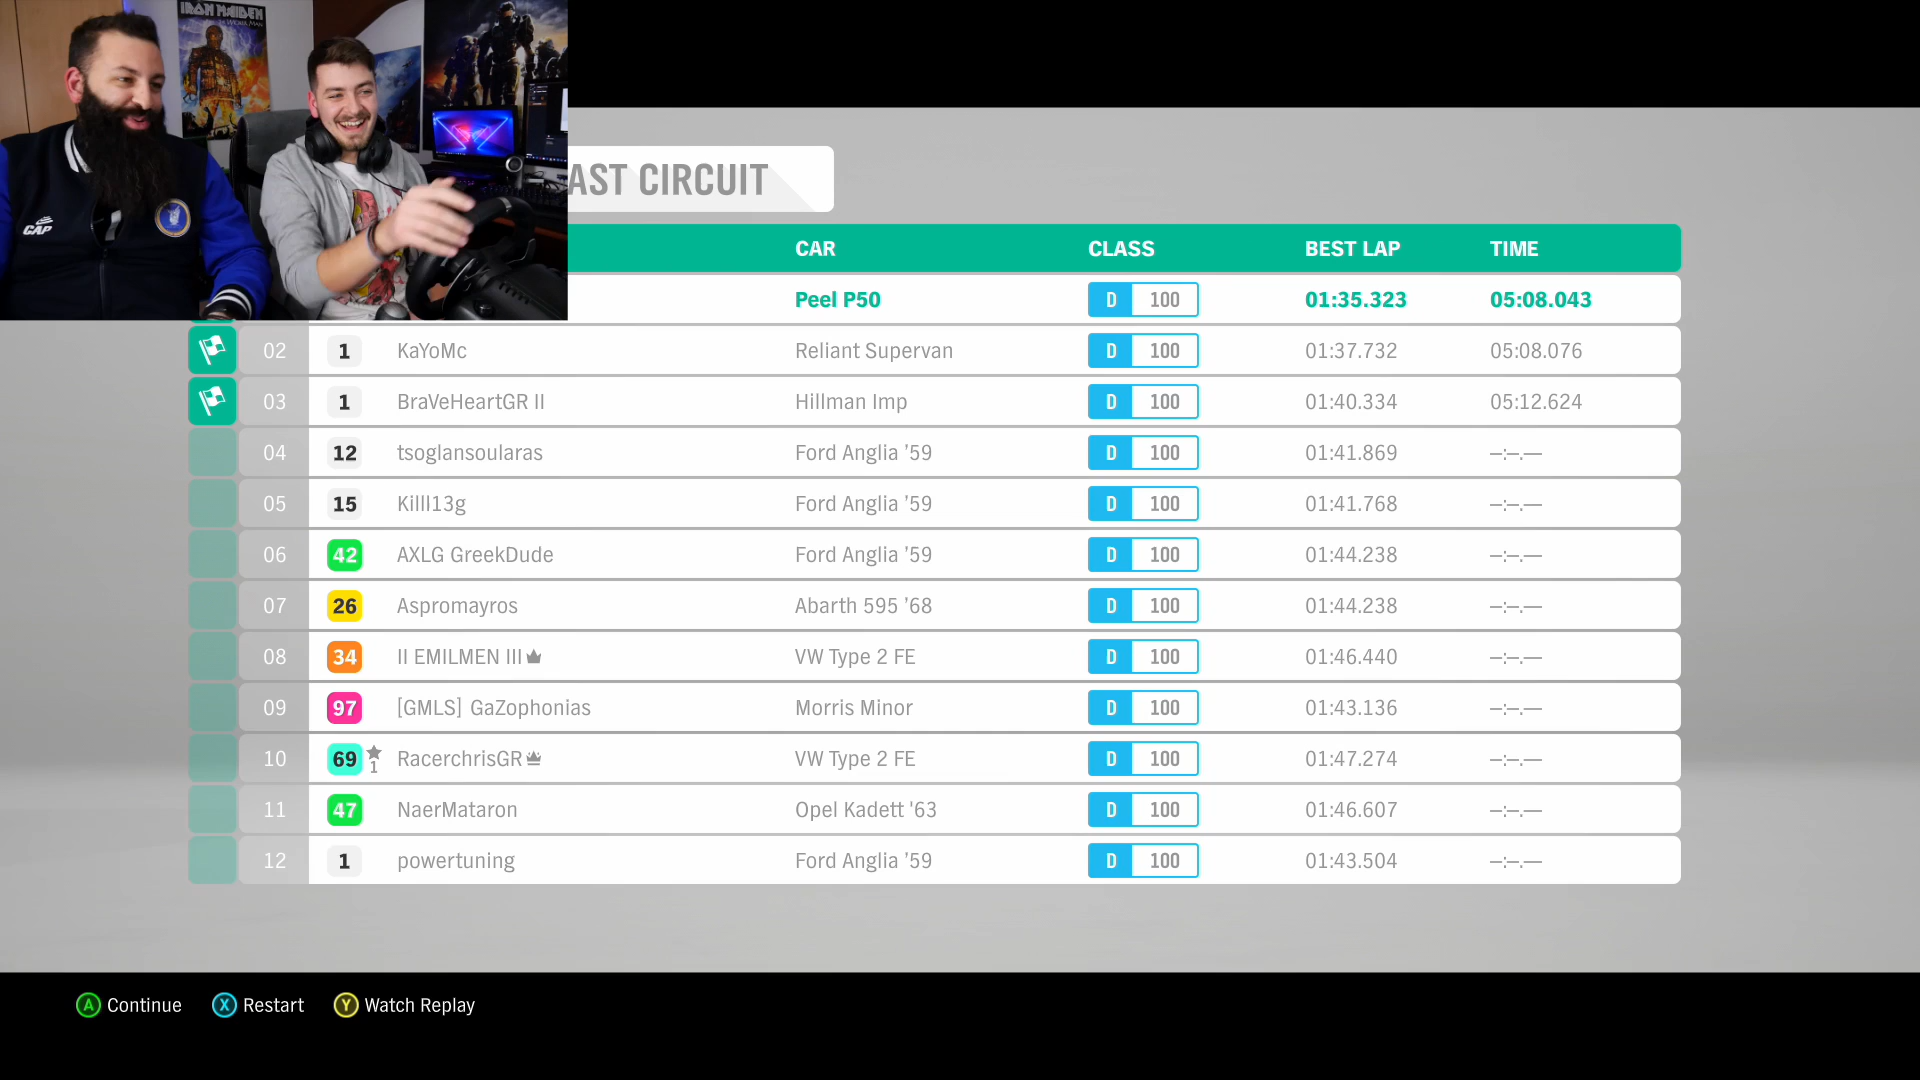 IRON MAIDEN
THE WICKER MAN
CAP
AST CIRCUIT
CAR CLASS BEST LAP TIME
Peel P50 D 100 01:35.323 05:08.043
02 1 KaYoMc Reliant Supervan D 100 01:37.732 05:08.076
03 1 BraVeHeartGR II Hillman Imp D 100 01:40.334 05:12.624
04 12 tsoglansoularas Ford Anglia ’59 D 100 01:41.869 --:--.---
05 15 Killl13g Ford Anglia ’59 D 100 01:41.768 --:--.---
06 42 AXLG GreekDude Ford Anglia ’59 D 100 01:44.238 --:--.---
07 26 Aspromayros Abarth 595 ’68 D 100 01:44.238 --:--.---
08 34 II EMILMEN III VW Type 2 FE D 100 01:46.440 --:--.---
09 97 [GMLS] GaZophonias Morris Minor D 100 01:43.136 --:--.---
10 69 1 RacerchrisGR VW Type 2 FE D 100 01:47.274 --:--.---
11 47 NaerMataron Opel Kadett '63 D 100 01:46.607 --:--.---
12 1 powertuning Ford Anglia ’59 D 100 01:43.504 --:--.---
A Continue X Restart Y Watch Replay